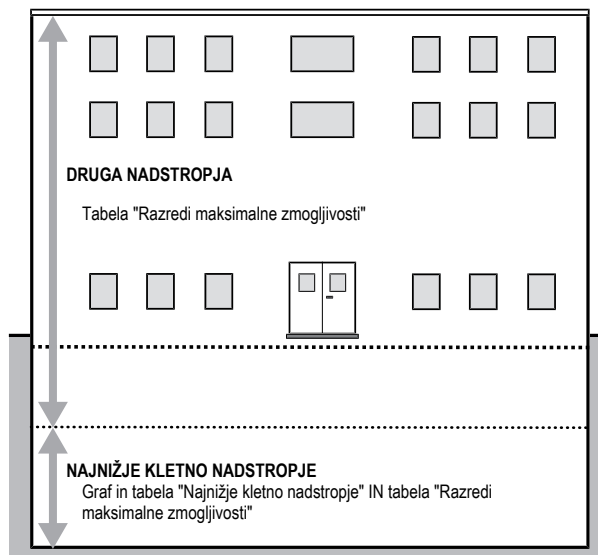 DRUGA NADSTROPJA
Tabela "Razredi maksimalne zmogljivosti"
NAJNIŽJE KLETNO NADSTROPJE
Graf in tabela "Najnižje kletno nadstropje" IN tabela "Razredi
maksimalne zmogljivosti"